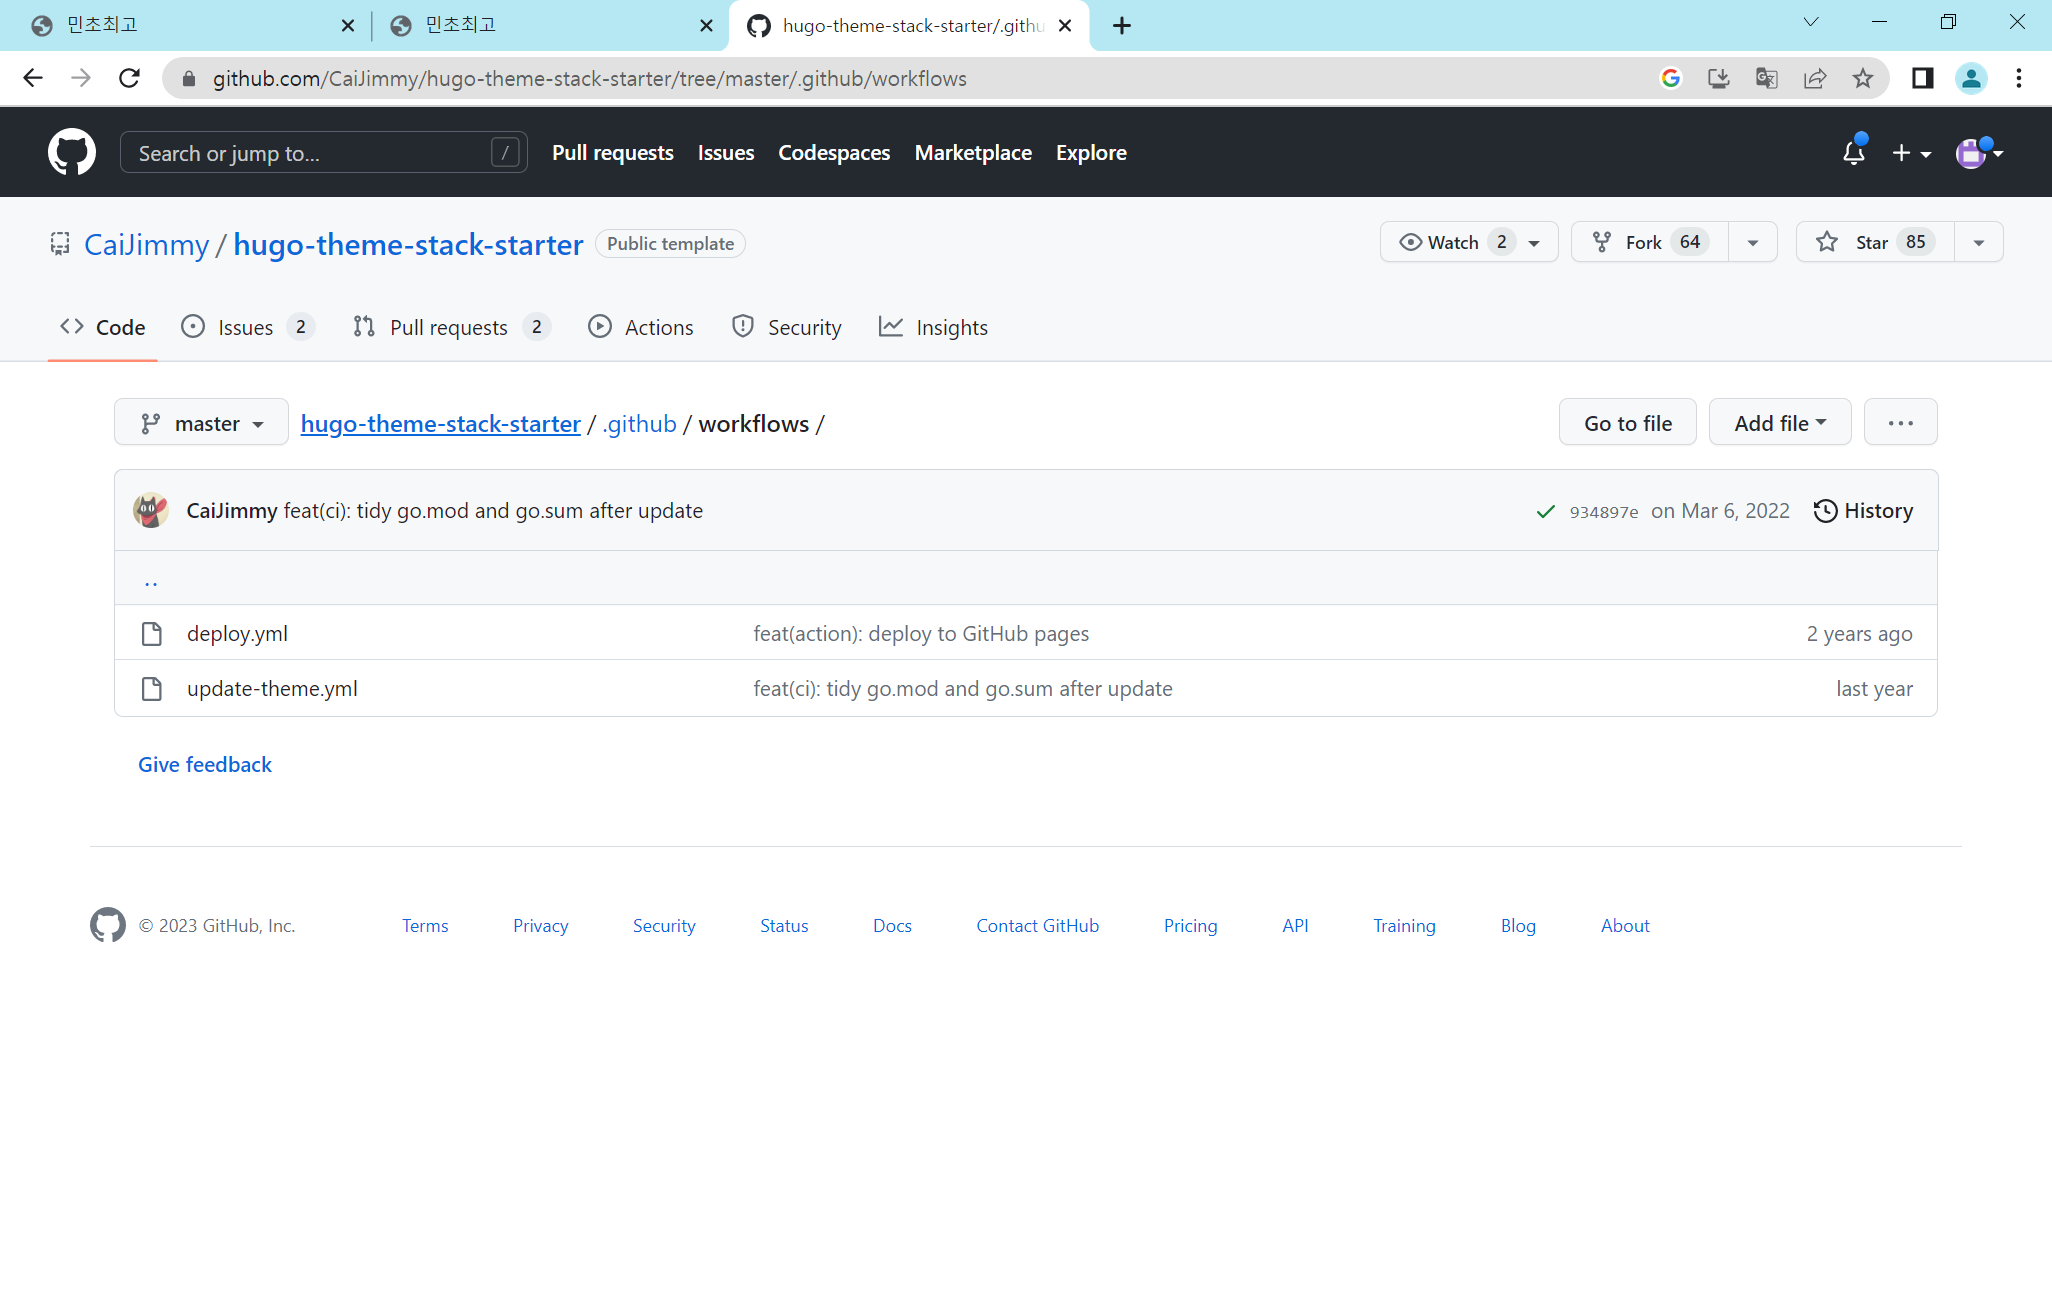 민초최고
민초최고
hugo-theme-stack-starter/.githu
github.com/CaiJimmy/hugo-theme-stack-starter/tree/master/.github/workflows
Search or jump to...
/
Pull requests
Issues
Codespaces
Marketplace
Explore
CaiJimmy / hugo-theme-stack-starter
Public template
Watch 2
Fork 64
Star 85
Code
Issues 2
Pull requests 2
Actions
Security
Insights
master
hugo-theme-stack-starter / .github / workflows /
Go to file
Add file
CaiJimmy feat(ci): tidy go.mod and go.sum after update
934897e on Mar 6, 2022
History
..
deploy.yml
feat(action): deploy to GitHub pages
2 years ago
update-theme.yml
feat(ci): tidy go.mod and go.sum after update
last year
Give feedback
© 2023 GitHub, Inc.
Terms
Privacy
Security
Status
Docs
Contact GitHub
Pricing
API
Training
Blog
About